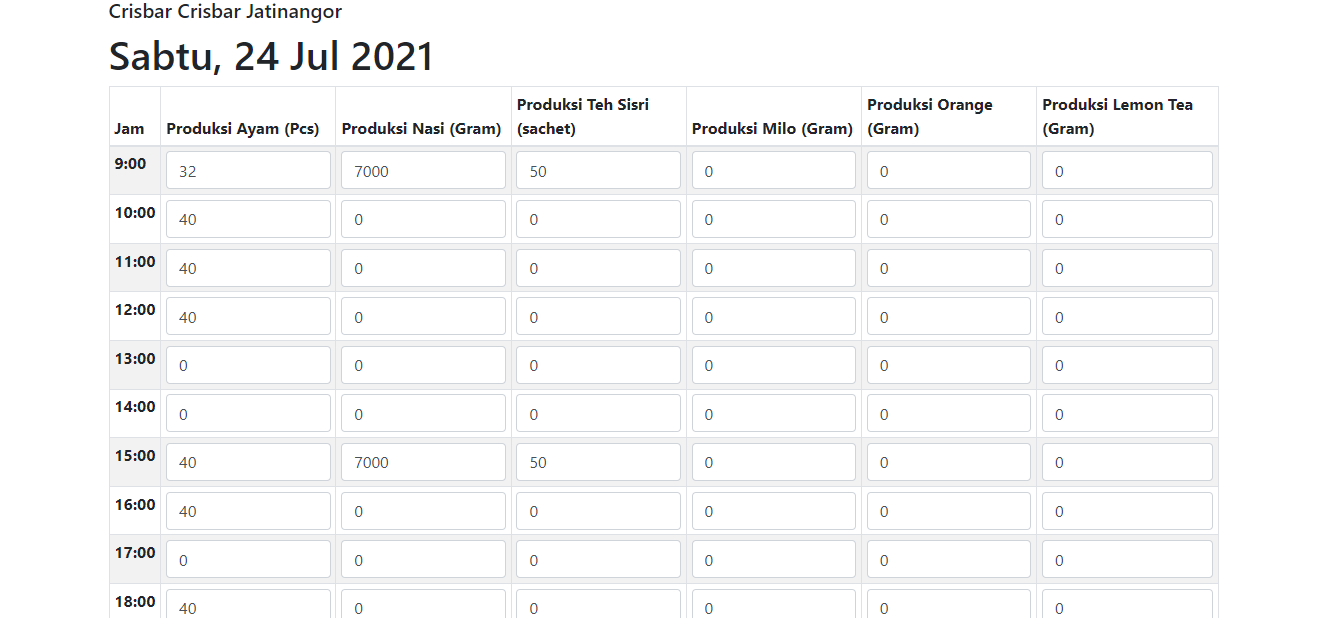 Crisbar Crisbar Jatinangor
Sabtu, 24 Jul 2021
Jam Produksi Ayam (Pcs) Produksi Nasi (Gram) Produksi Teh Sisri (sachet) Produksi Milo (Gram) Produksi Orange (Gram) Produksi Lemon Tea (Gram)
9:00 32 7000 50 0 0 0
10:00 40 0 0 0 0 0
11:00 40 0 0 0 0 0
12:00 40 0 0 0 0 0
13:00 0 0 0 0 0 0
14:00 0 0 0 0 0 0
15:00 40 7000 50 0 0 0
16:00 40 0 0 0 0 0
17:00 0 0 0 0 0 0
18:00 40 0 0 0 0 0